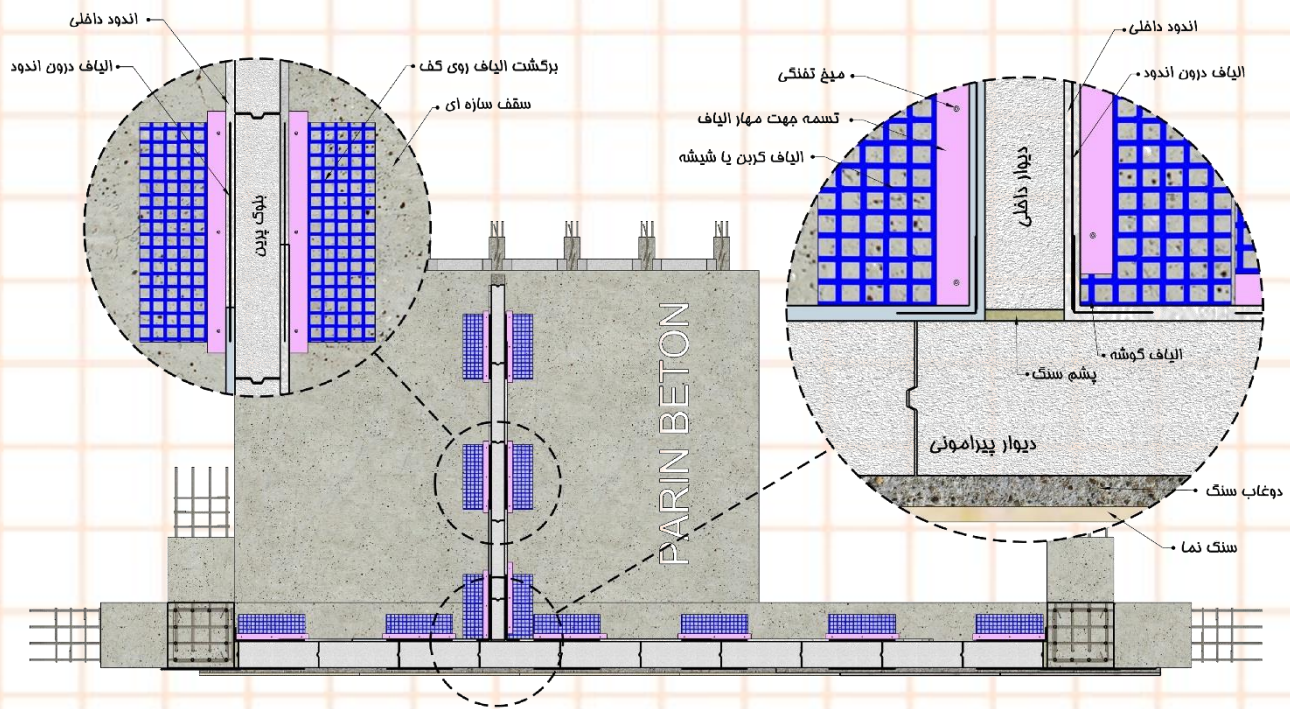 اندود داخلی
الیاف درون اندود
برگشت الیاف روی کف
سقف سازه ای
بلوک پرین
اندود داخلی
الیاف درون اندود
میخ تفنگی
تسمه جهت مهار الیاف
الیاف کربن یا شیشه
دیوار داخلی
الیاف گوشه
پشم سنگ
دیوار پیرامونی
دوغاب سنگ
سنگ نما
PARIN BETON